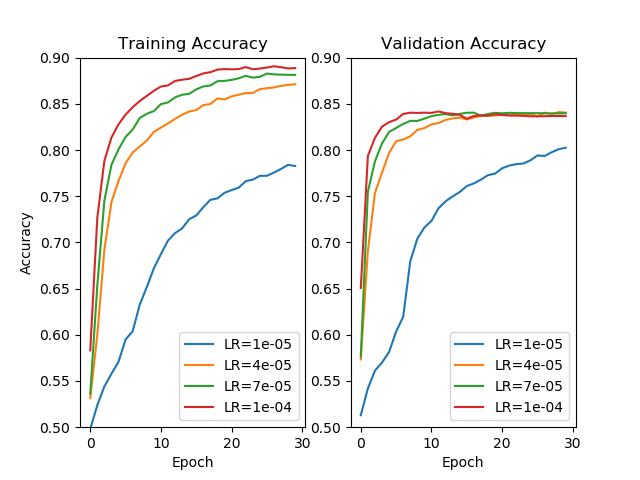 Training Accuracy
Accuracy
0.90
0.85
0.80
0.75
0.70
0.65
0.60
0.55
0.50
0
10
20
30
Epoch
LR=1e-05
LR=4e-05
LR=7e-05
LR=1e-04
Validation Accuracy
0.90
0.85
0.80
0.75
0.70
0.65
0.60
0.55
0.50
0
10
20
30
Epoch
LR=1e-05
LR=4e-05
LR=7e-05
LR=1e-04